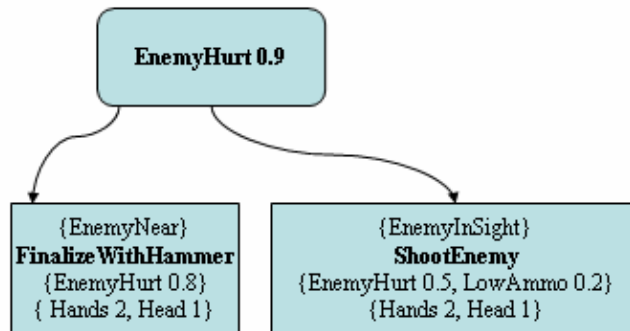 EnemyHurt 0.9
{EnemyNear}
FinalizeWithHammer
{EnemyHurt 0.8}
{ Hands 2, Head 1}
{EnemyInSight}
ShootEnemy
{EnemyHurt 0.5, LowAmmo 0.2}
{Hands 2, Head 1}